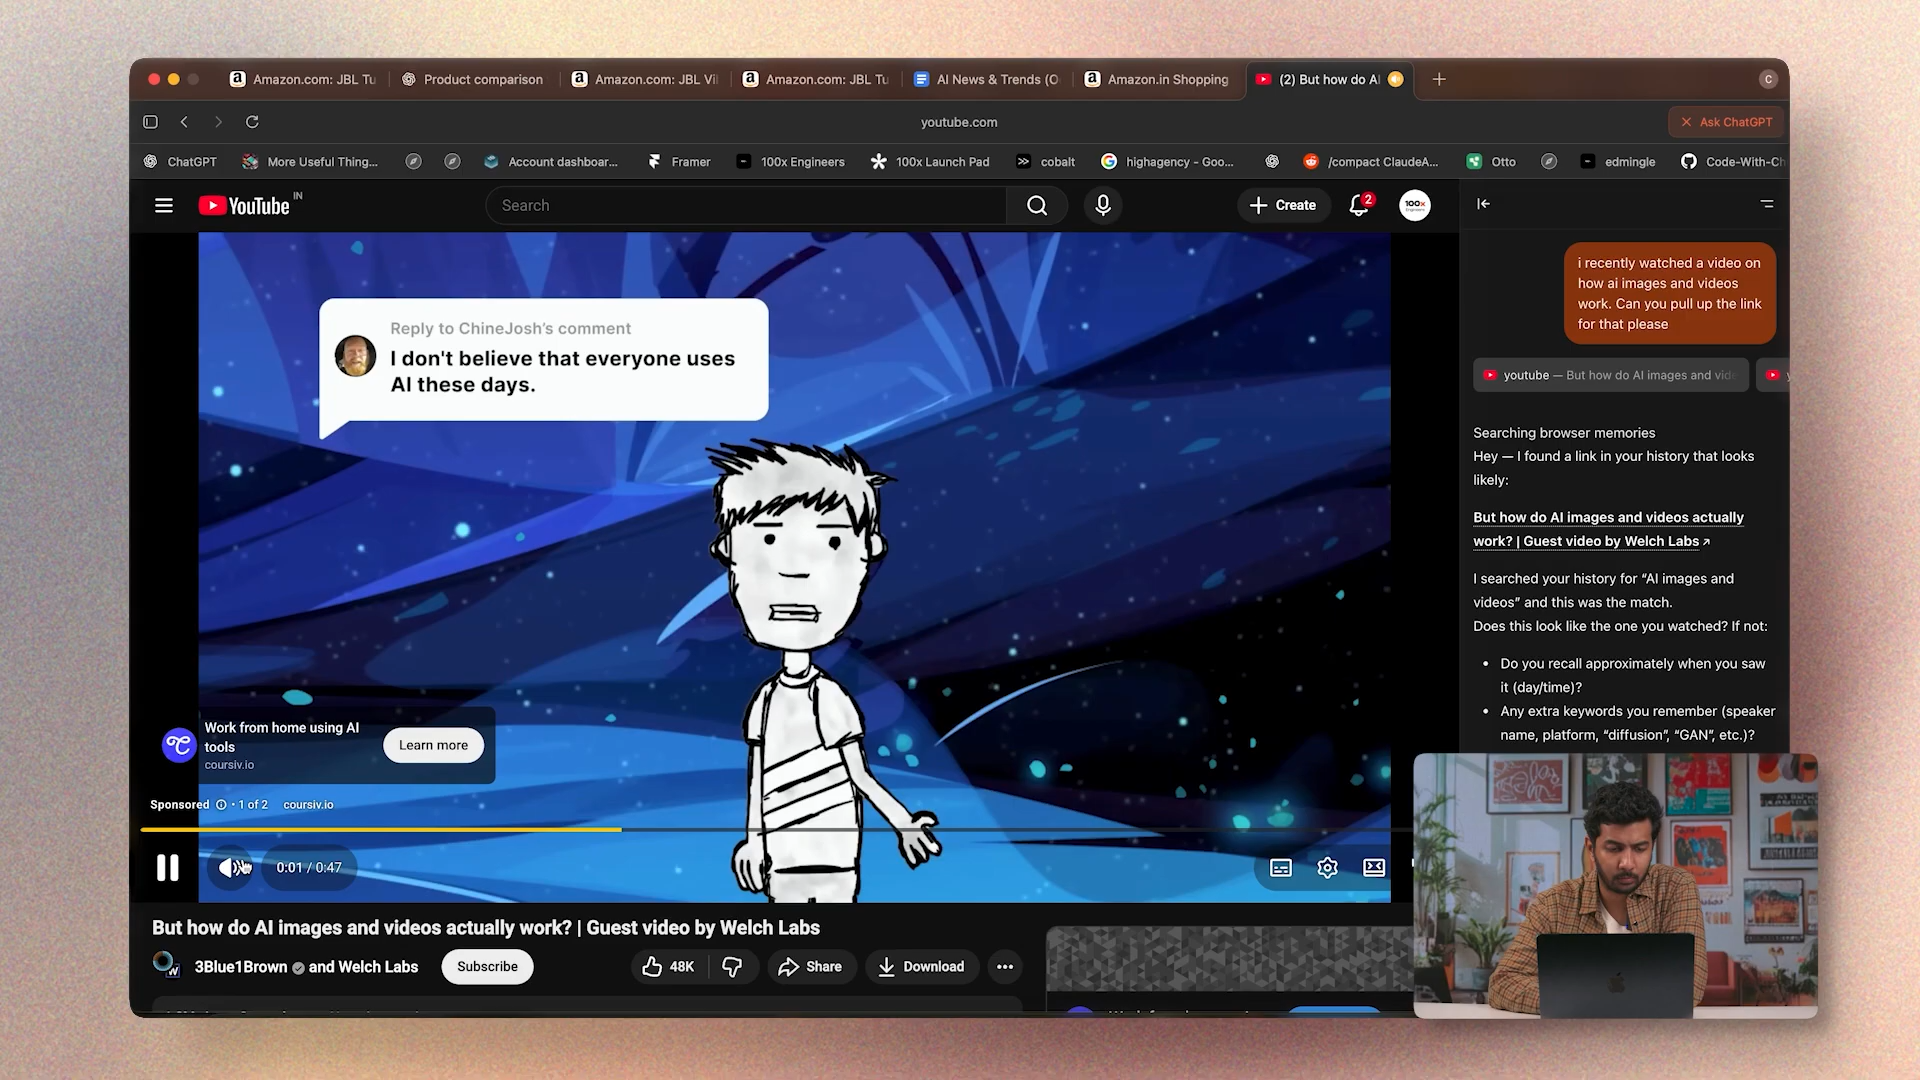 Amazon.com: JBL Tu
Product comparison
Amazon.com: JBL Vi
Amazon.com: JBL Tu
AI News & Trends (O
Amazon.in Shopping
(2) But how do AI
C
youtube.com
Ask ChatGPT
ChatGPT
More Useful Thing...
Account dashboar...
Framer
100x Engineers
100x Launch Pad
cobalt
highagency - Goo...
/compact ClaudeA...
Otto
edmingle
Code-With-Ch
YouTube IN
Search
Create
2
100x
Reply to ChineJosh's comment
I don't believe that everyone uses
AI these days.
Work from home using AI
tools
coursiv.io
Learn more
Sponsored • 1 of 2 coursiv.io
0:01 / 0:47
But how do AI images and videos actually work? | Guest video by Welch Labs
3Blue1Brown and Welch Labs
Subscribe
48K
Share
Download
i recently watched a video on
how ai images and videos
work. Can you pull up the link
for that please
youtube — But how do AI images and vide
Searching browser memories
Hey — I found a link in your history that looks
likely:
But how do AI images and videos actually
work? | Guest video by Welch Labs
I searched your history for “AI images and
videos” and this was the match.
Does this look like the one you watched? If not:
• Do you recall approximately when you saw
it (day/time)?
• Any extra keywords you remember (speaker
name, platform, “diffusion”, “GAN”, etc.)?